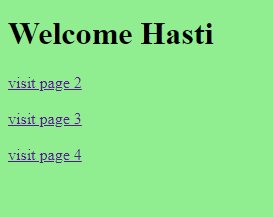 Welcome Hasti
visit page 2
visit page 3
visit page 4